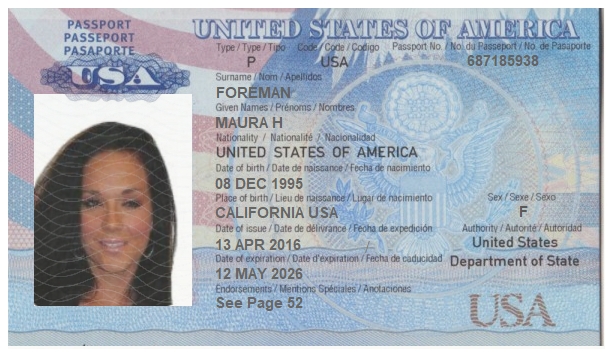 PASSPORT
PASSEPORT
PASAPORTE
USA
UNITED STATES OF AMERICA
Type / Type / Tipo Code / Code / Codigo Passport No. / No. du Passeport / No. de Pasaporte
P USA 687185938
Surname / Nom / Apellidos
FOREMAN
Given Names / Prénoms / Nombres
MAURA H
Nationality / Nationalité / Nacionalidad
UNITED STATES OF AMERICA
Date of birth / Date de naissance / Fecha de nacimiento
08 DEC 1995
Place of birth / Lieu de naissance / Lugar de nacimiento Sex / Sexe / Sexo
CALIFORNIA USA F
Date of issue / Date de délivrance / Fecha de expedición Authority / Autorité / Autoridad
13 APR 2016 United States
Date of expiration / Date d'expiration / Fecha de caducidad Department of State
12 MAY 2026
Endorsements / Mentions Spéciales / Anotaciones
See Page 52
USA